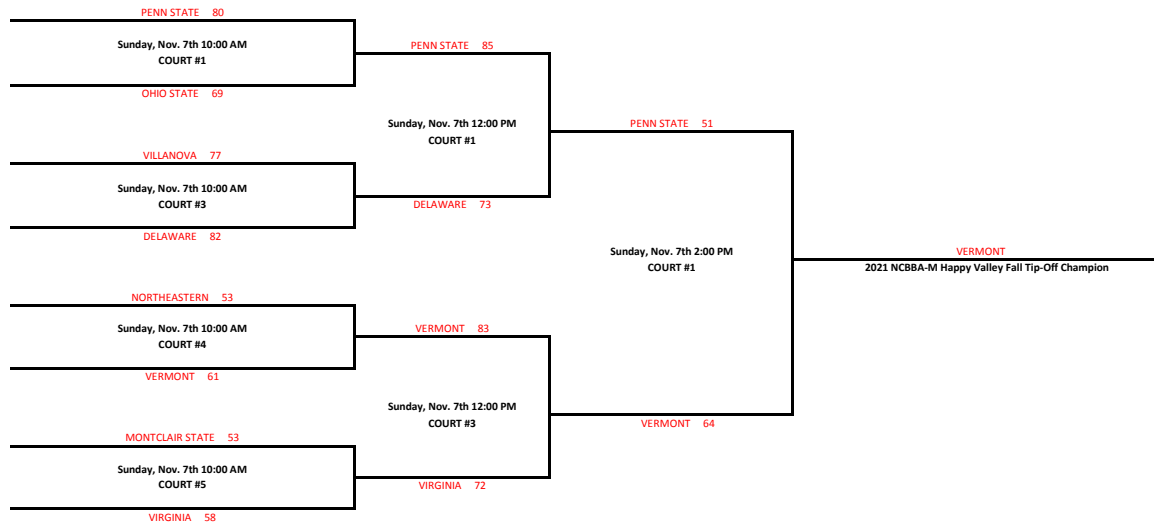 PENN STATE 80
Sunday, Nov. 7th 10:00 AM
COURT #1
OHIO STATE 69
VILLANOVA 77
Sunday, Nov. 7th 10:00 AM
COURT #3
DELAWARE 82
NORTHEASTERN 53
Sunday, Nov. 7th 10:00 AM
COURT #4
VERMONT 61
MONTCLAIR STATE 53
Sunday, Nov. 7th 10:00 AM
COURT #5
VIRGINIA 58
PENN STATE 85
Sunday, Nov. 7th 12:00 PM
COURT #1
DELAWARE 73
VERMONT 83
Sunday, Nov. 7th 12:00 PM
COURT #3
VIRGINIA 72
PENN STATE 51
Sunday, Nov. 7th 2:00 PM
COURT #1
VERMONT 64
VERMONT
2021 NCBBA-M Happy Valley Fall Tip-Off Champion